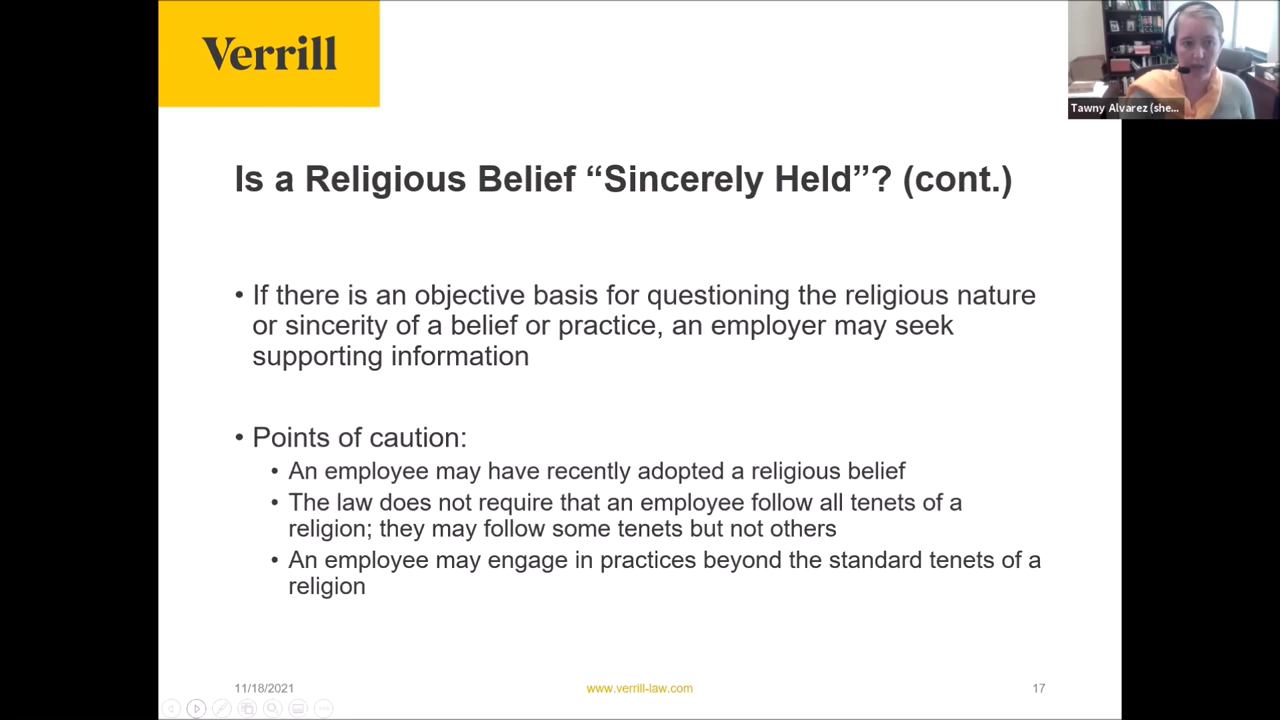 Verrill
Tawny Alvarez (she...
Is a Religious Belief “Sincerely Held”? (cont.)
• If there is an objective basis for questioning the religious nature
or sincerity of a belief or practice, an employer may seek
supporting information
• Points of caution:
• An employee may have recently adopted a religious belief
• The law does not require that an employee follow all tenets of a
religion; they may follow some tenets but not others
• An employee may engage in practices beyond the standard tenets of a
religion
11/18/2021
www.verrill-law.com
17